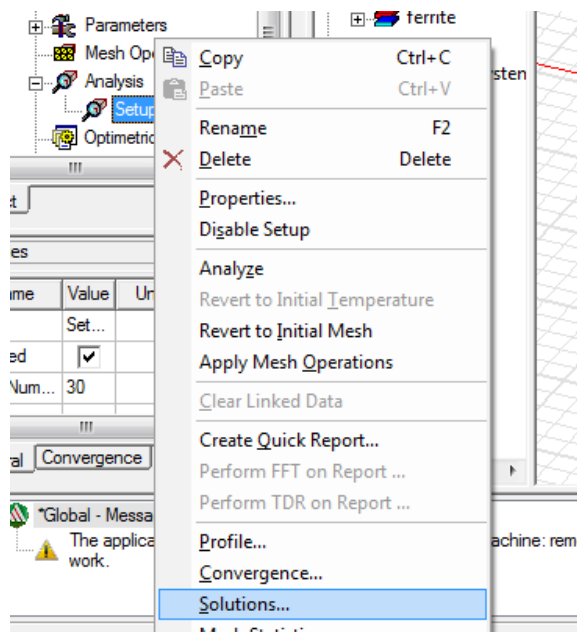 Parameters
ferrite
Mesh Op
Copy Ctrl+C
Analysis
sten
Paste Ctrl+V
Setup
Rename F2
Optimetric
Delete Delete
Properties...
t
Disable Setup
es
Analyze
me Value Un
Revert to Initial Temperature
Set...
Revert to Initial Mesh
ed
Apply Mesh Operations
Num... 30
Clear Linked Data
Create Quick Report...
al Convergence
Perform FFT on Report ...
Perform TDR on Report ...
*Global - Messa
The applica
achine: rem
Profile...
work.
Convergence...
Solutions...